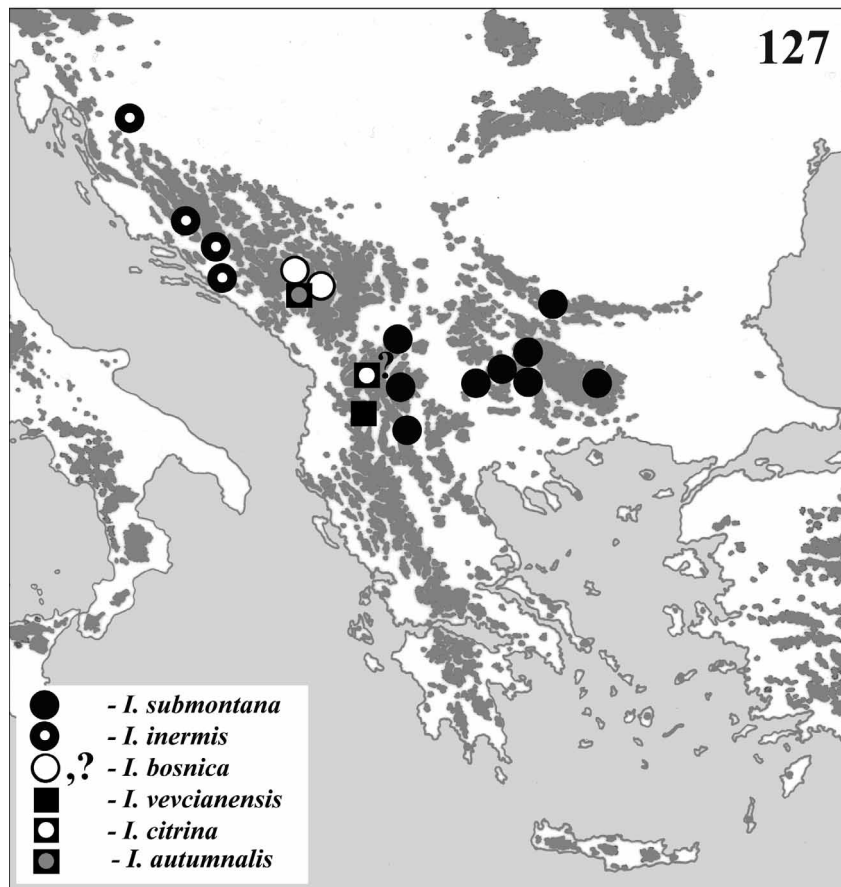 127
?
- I. submontana
- I. inermis
,? - I. bosnica
- I. vevcianensis
- I. citrina
- I. autumnalis